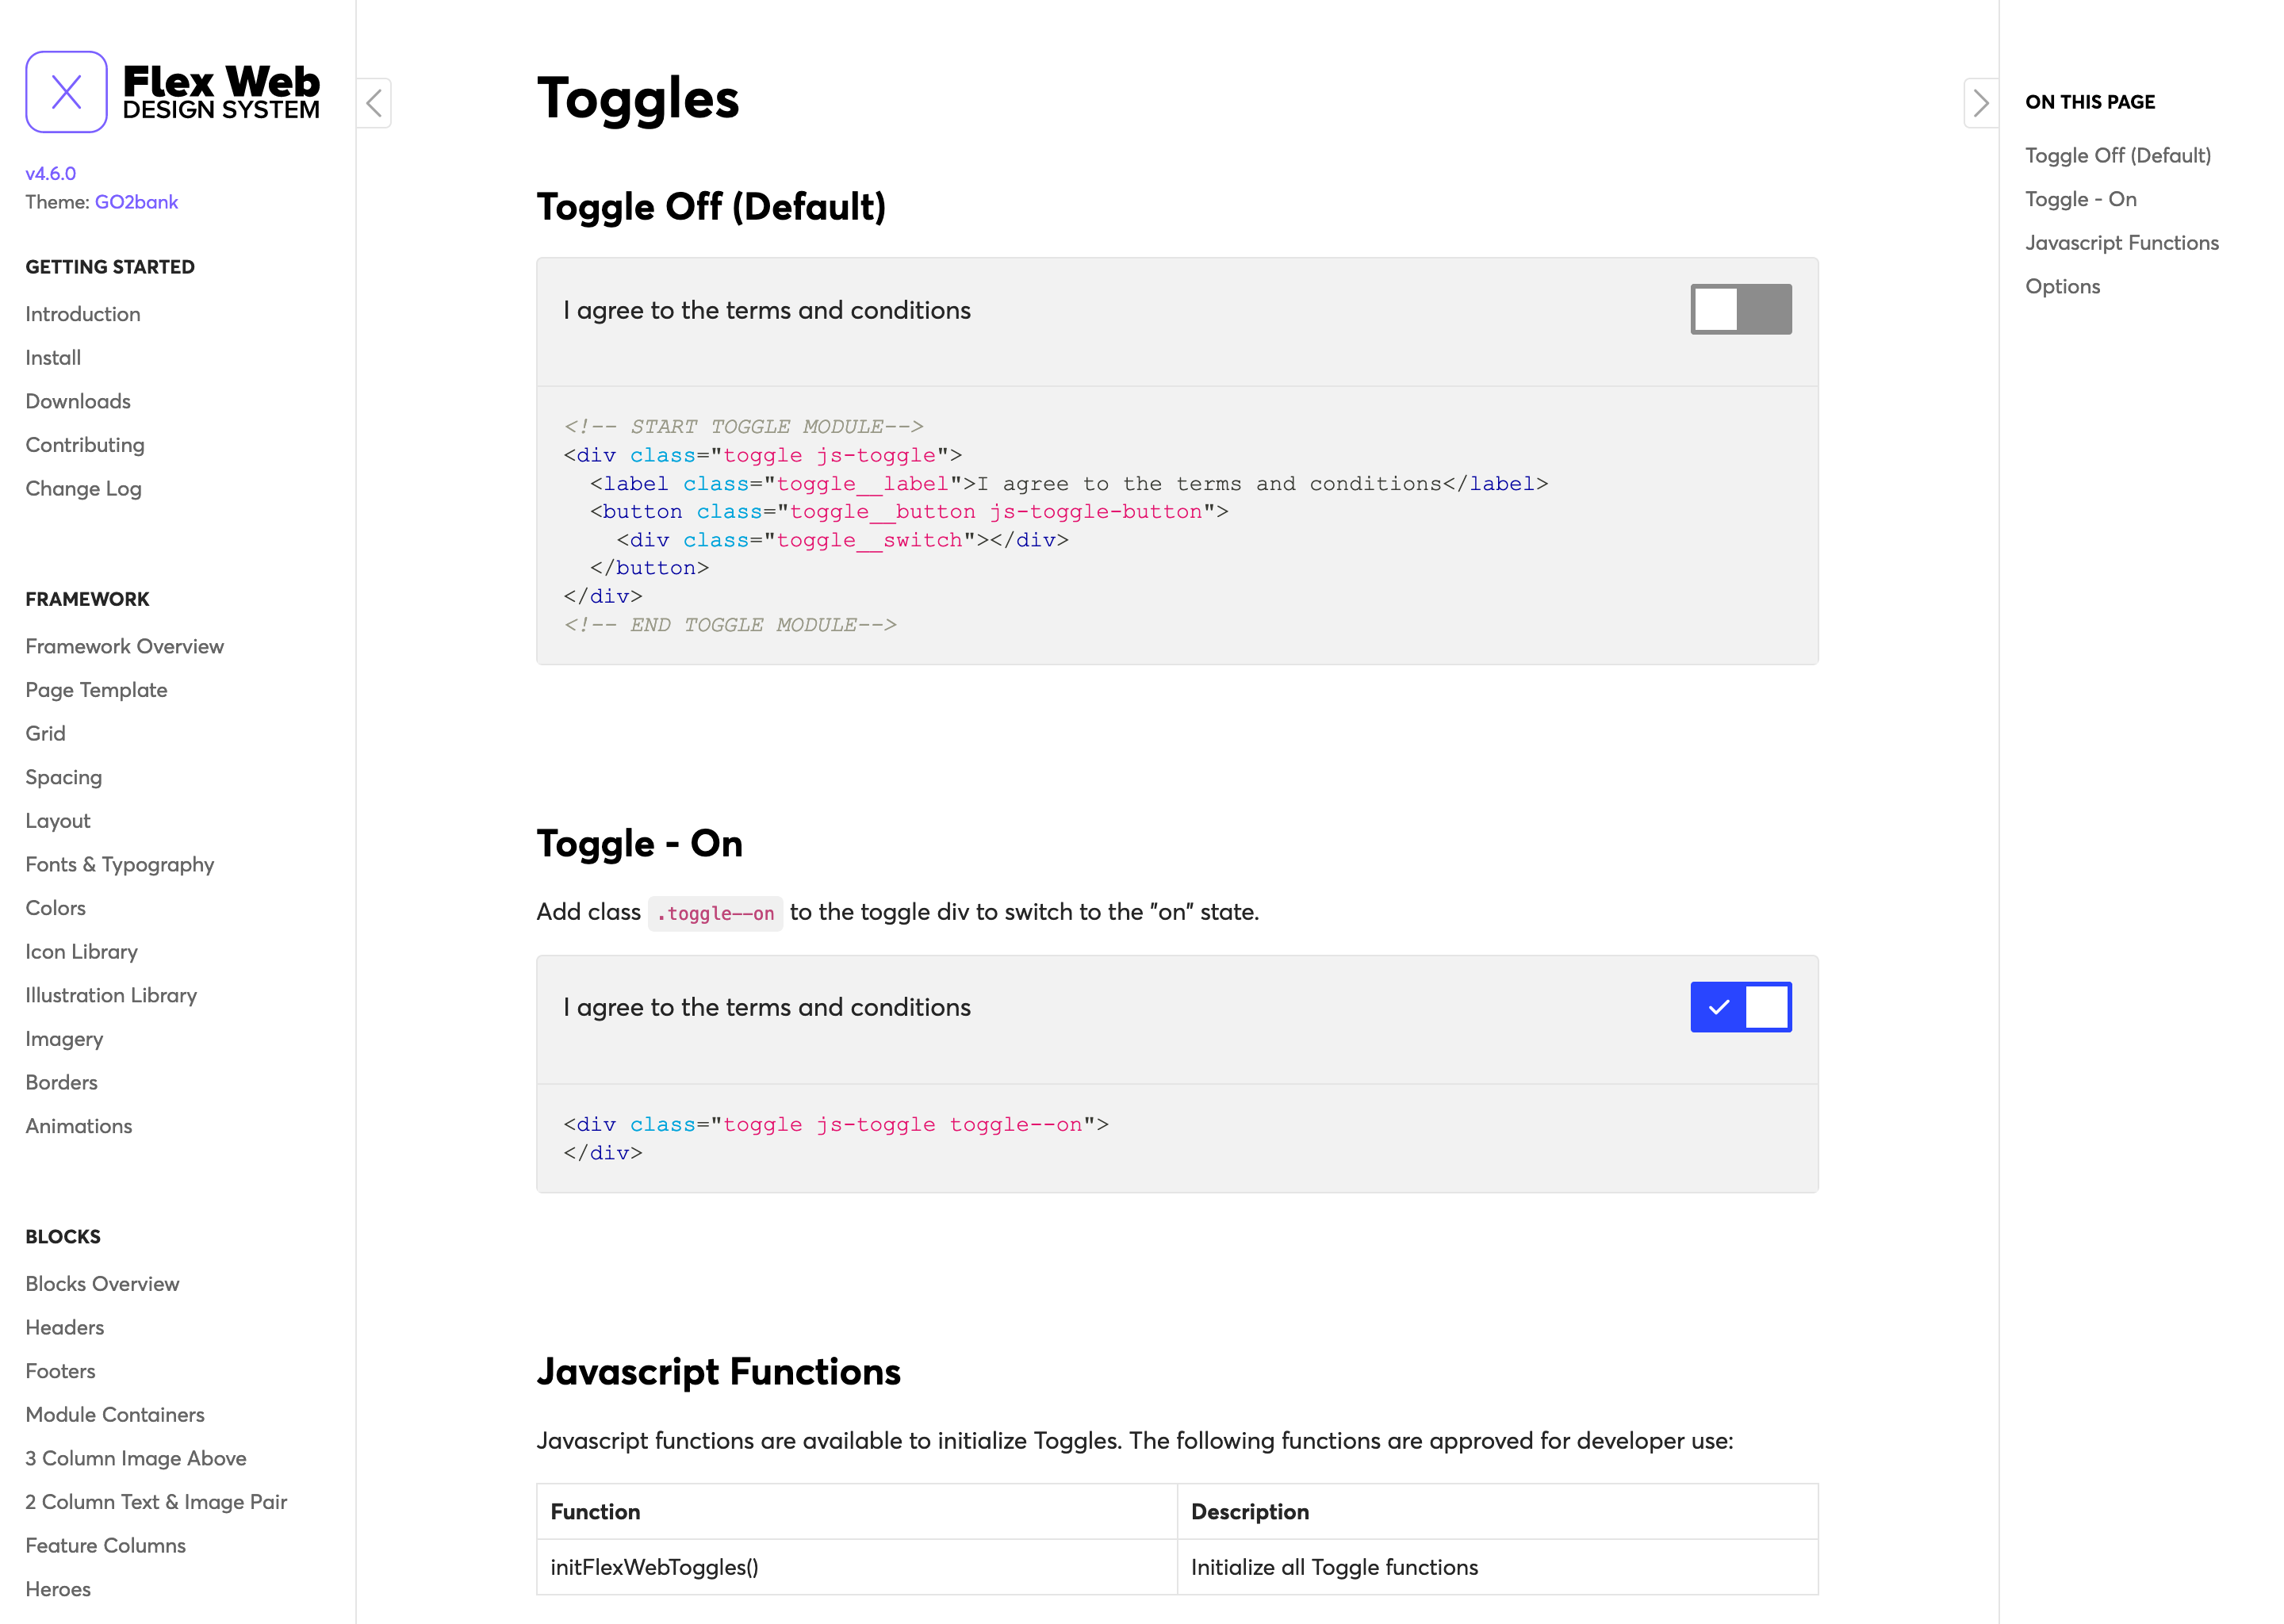 Flex Web
DESIGN SYSTEM
v4.6.0
Theme: GO2bank
GETTING STARTED
Introduction
Install
Downloads
Contributing
Change Log
FRAMEWORK
Framework Overview
Page Template
Grid
Spacing
Layout
Fonts & Typography
Colors
Icon Library
Illustration Library
Imagery
Borders
Animations
BLOCKS
Blocks Overview
Headers
Footers
Module Containers
3 Column Image Above
2 Column Text & Image Pair
Feature Columns
Heroes
Toggles
Toggle Off (Default)
I agree to the terms and conditions
<!-- START TOGGLE MODULE-->
<div class="toggle js-toggle">
  <label class="toggle__label">I agree to the terms and conditions</label>
  <button class="toggle__button js-toggle-button">
    <div class="toggle__switch"></div>
  </button>
</div>
<!-- END TOGGLE MODULE-->
Toggle - On
Add class .toggle--on to the toggle div to switch to the "on" state.
I agree to the terms and conditions
<div class="toggle js-toggle toggle--on">
</div>
Javascript Functions
Javascript functions are available to initialize Toggles. The following functions are approved for developer use:
Function Description
initFlexWebToggles() Initialize all Toggle functions
ON THIS PAGE
Toggle Off (Default)
Toggle - On
Javascript Functions
Options